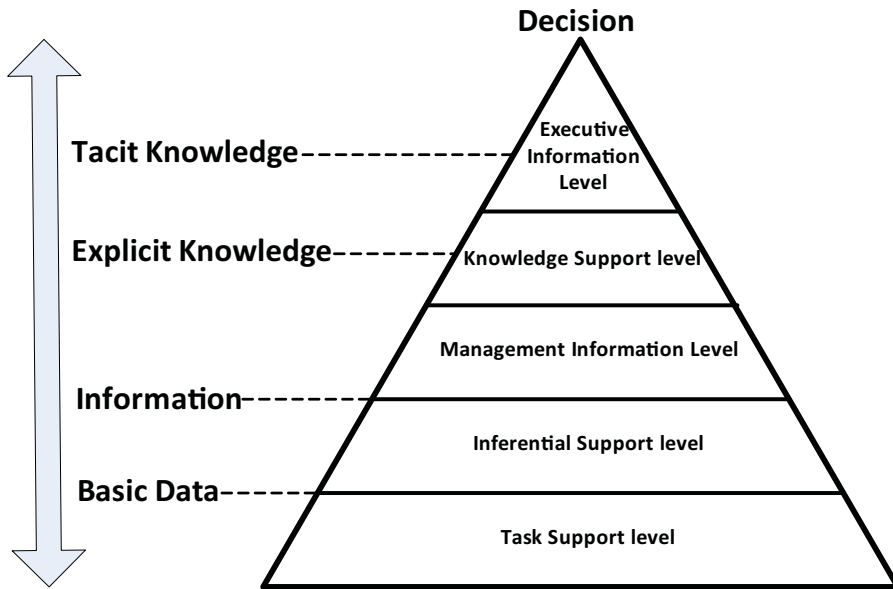 Decision
Executive
Information
Level
Tacit Knowledge
Explicit Knowledge
Knowledge Support level
Management Information Level
Information
Inferential Support level
Basic Data
Task Support level